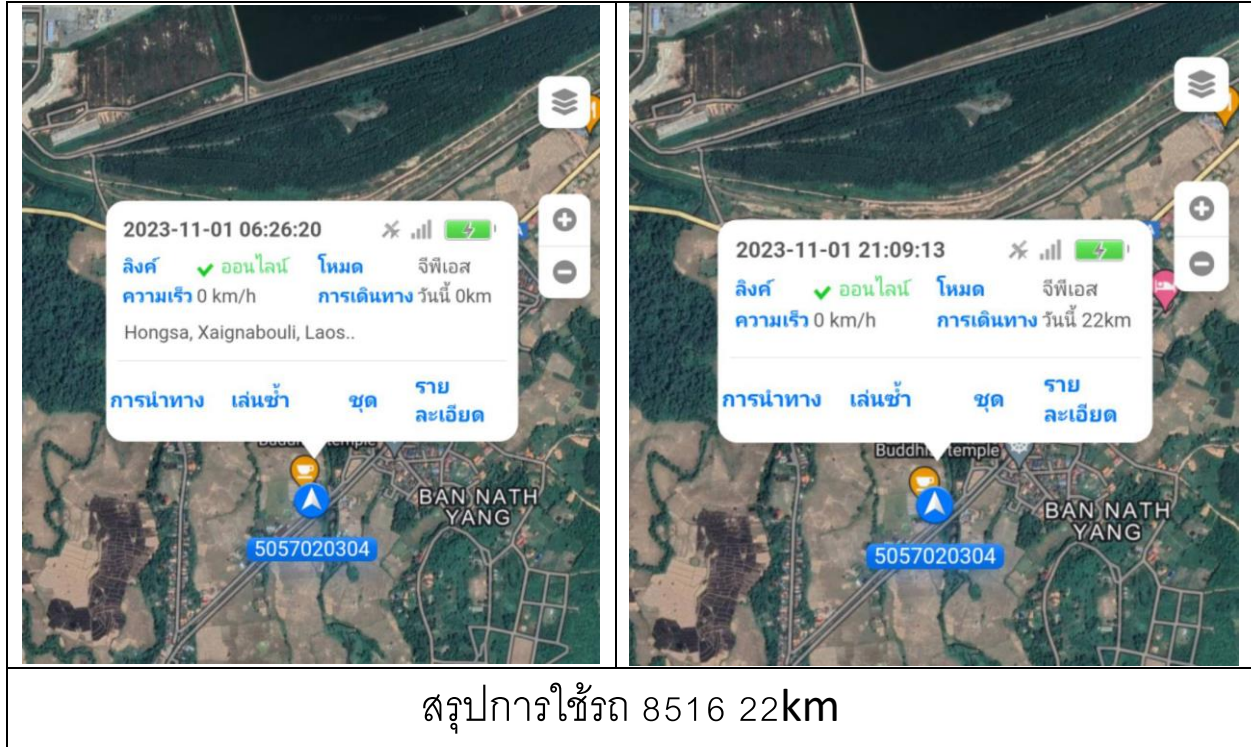 2023-11-01 06:26:20
ลิงค์ ออนไลน์ โหมด จีพีเอส
ความเร็ว 0 km/h การเดินทาง วันนี้ 0km
Hongsa, Xaignabouli, Laos..
การนำทาง เล่นซ้ำ ชุด ราย
ละเอียด
BAN NATH
YANG
5057020304
2023-11-01 21:09:13
ลิงค์ ออนไลน์ โหมด จีพีเอส
ความเร็ว 0 km/h การเดินทาง วันนี้ 22km
การนำทาง เล่นซ้ำ ชุด ราย
ละเอียด
temple
BAN NATH
YANG
5057020304
สรุปการใช้รถ 8516 22km